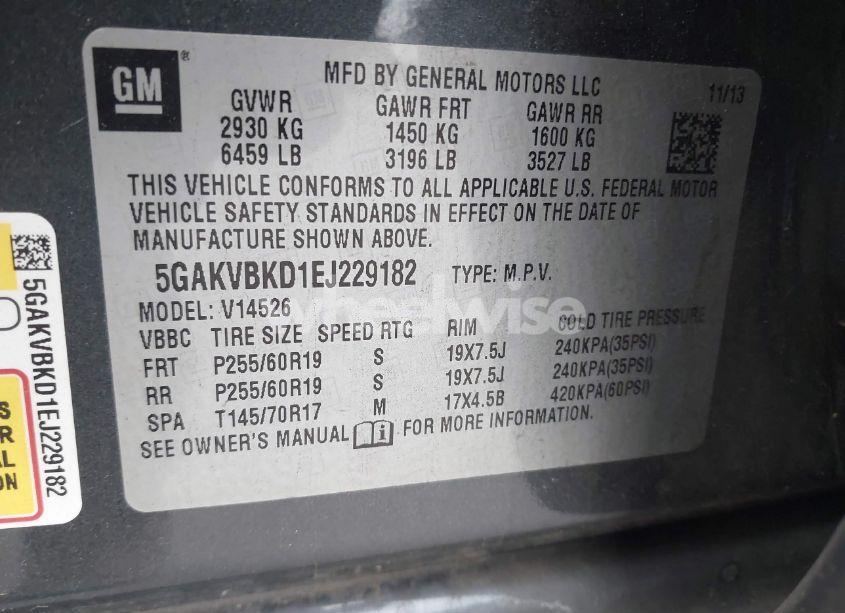 GM ®
MFD BY GENERAL MOTORS LLC
11/13
GVWR GAWR FRT GAWR RR
2930 KG 1450 KG 1600 KG
6459 LB 3196 LB 3527 LB
THIS VEHICLE CONFORMS TO ALL APPLICABLE U.S. FEDERAL MOTOR
VEHICLE SAFETY STANDARDS IN EFFECT ON THE DATE OF
MANUFACTURE SHOWN ABOVE.
5GAKVBKD1EJ229182 TYPE: M.P.V.
MODEL: V14526
VBBC TIRE SIZE SPEED RTG RIM COLD TIRE PRESSURE
FRT P255/60R19 S 19X7.5J 240KPA(35PSI)
RR P255/60R19 S 19X7.5J 240KPA(35PSI)
SPA T145/70R17 M 17X4.5B 420KPA(60PSI)
SEE OWNER'S MANUAL i FOR MORE INFORMATION.
5GAKVBKD1EJ229182
wheelwise